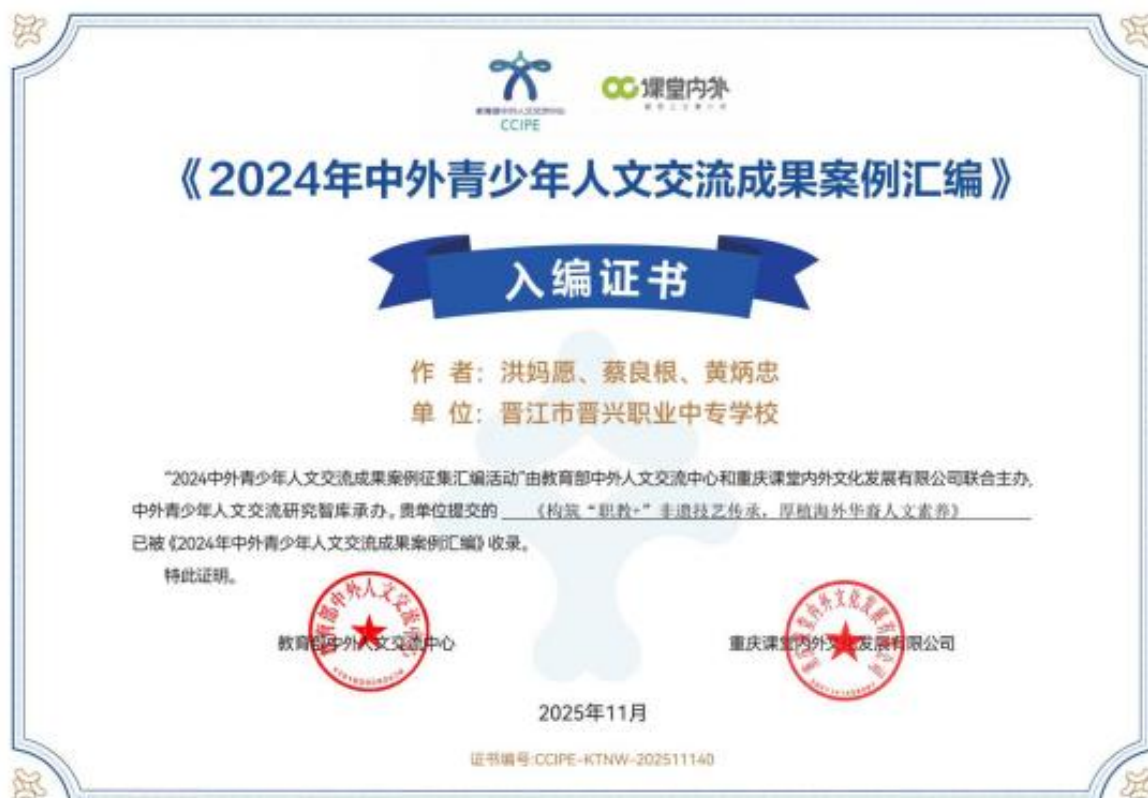 教育部中外人文交流中心
CCIPE
课堂内外
《2024年中外青少年人文交流成果案例汇编》
入编证书
作 者：洪妈愿、蔡良根、黄炳忠
单 位：晋江市晋兴职业中专学校
“2024中外青少年人文交流成果案例征集汇编活动”由教育部中外人文交流中心和重庆课堂内外文化发展有限公司联合主办，
中外青少年人文交流研究智库承办。贵单位提交的 《构筑“职教+”非遗技艺传承，厚植海外华裔人文素养》
已被《2024年中外青少年人文交流成果案例汇编》收录。
特此证明。
教育部中外人文交流中心
重庆课堂内外文化发展有限公司
2025年11月
证书编号:CCIPE-KTNW-202511140